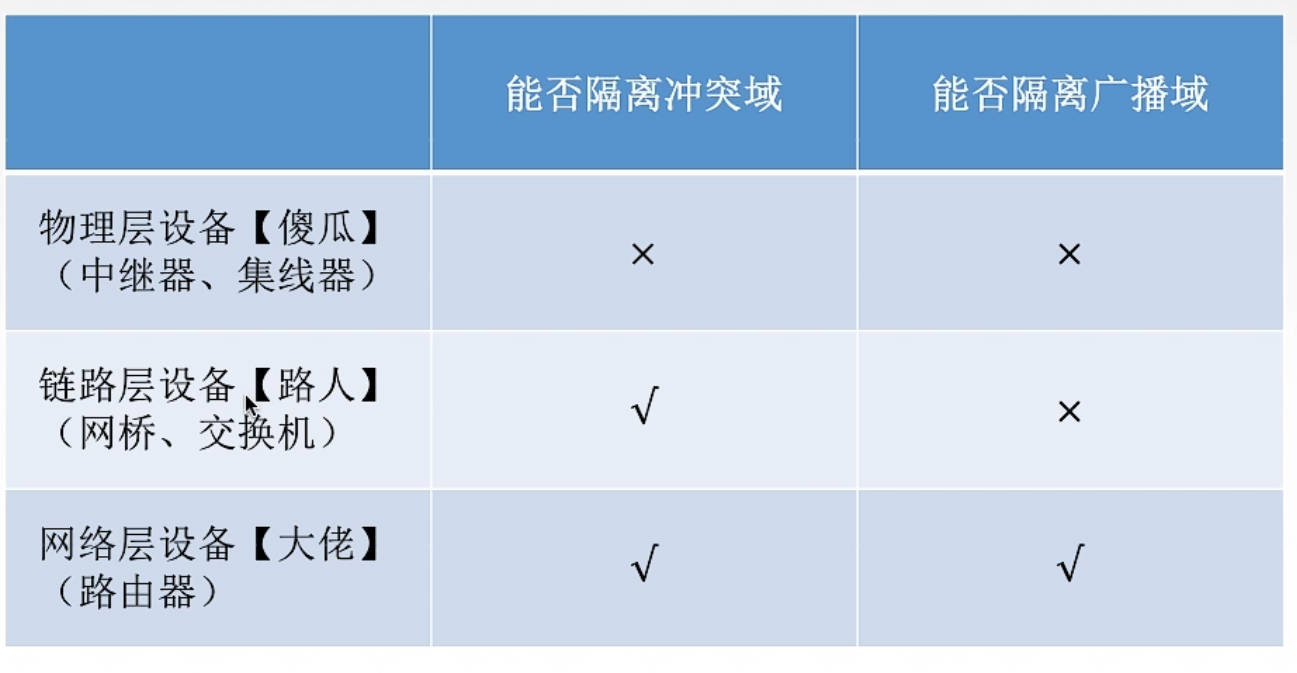 能否隔离冲突域
能否隔离广播域
物理层设备【傻瓜】
（中继器、集线器）
×
×
链路层设备【路人】
（网桥、交换机）
√
×
网络层设备【大佬】
（路由器）
√
√